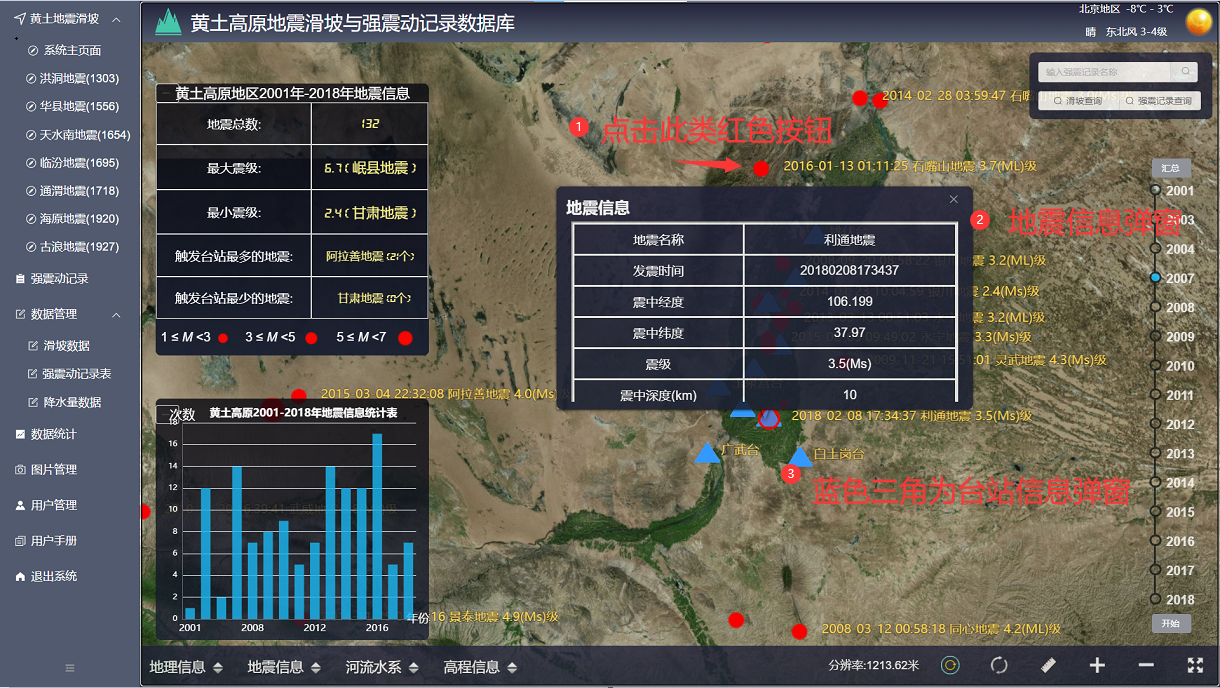 黄土地震滑坡
系统主页面
洪洞地震(1303)
华县地震(1556)
天水南地震(1654)
临汾地震(1695)
通渭地震(1718)
海原地震(1920)
古浪地震(1927)
强震动记录
数据管理
滑坡数据
强震动记录表
降水量数据
数据统计
图片管理
用户管理
用户手册
退出系统
黄土高原地震滑坡与强震动记录数据库
北京地区 -8℃ - 3℃
晴 东北风 3-4级
输入强震记录名称
滑坡查询 强震记录查询
黄土高原地区2001年-2018年地震信息
地震总数: 132
最大震级: 6.7( 岷县地震 )
最小震级: 2.4( 甘肃地震 )
触发台站最多的地震: 阿拉善地震 (21个)
触发台站最少的地震: 甘肃地震 (0个)
1 ≤ M <3 3 ≤ M <5 5 ≤ M <7
2014-02-28 03:59:47 石嘴
1 点击此类红色按钮
2016-01-13 01:11:25 石嘴山地震 3.7(ML)级
地震信息
地震名称 利通地震
发震时间 20180208173437
震中经度 106.199
震中纬度 37.97
震级 3.5(Ms)
震中深度(km) 10
2 地震信息弹窗
震 3.2(ML)级
震 2.4(Ms)级
震 3.2(ML)级
3.3(Ms)级
01 灵武地震 4.3(Ms)级
2015-03-04 22:32:08 阿拉善地震 4.0(Ms)
2018-02-08 17:34:37 利通地震 3.5(Ms)级
广武台
白土岗台
3 蓝色三角为台站信息弹窗
次数 黄土高原2001-2018年地震信息统计表
18
16
14
12
10
8
6
4
2
0
2001 2008 2012 2016
年份
16 景泰地震 4.9(Ms)级
2008-03-12 00:58:18 同心地震 4.2(ML)级
汇总
2001
2003
2004
2007
2008
2009
2010
2011
2012
2013
2014
2015
2016
2017
2018
开始
地理信息 地震信息 河流水系 高程信息
分辨率:1213.62米